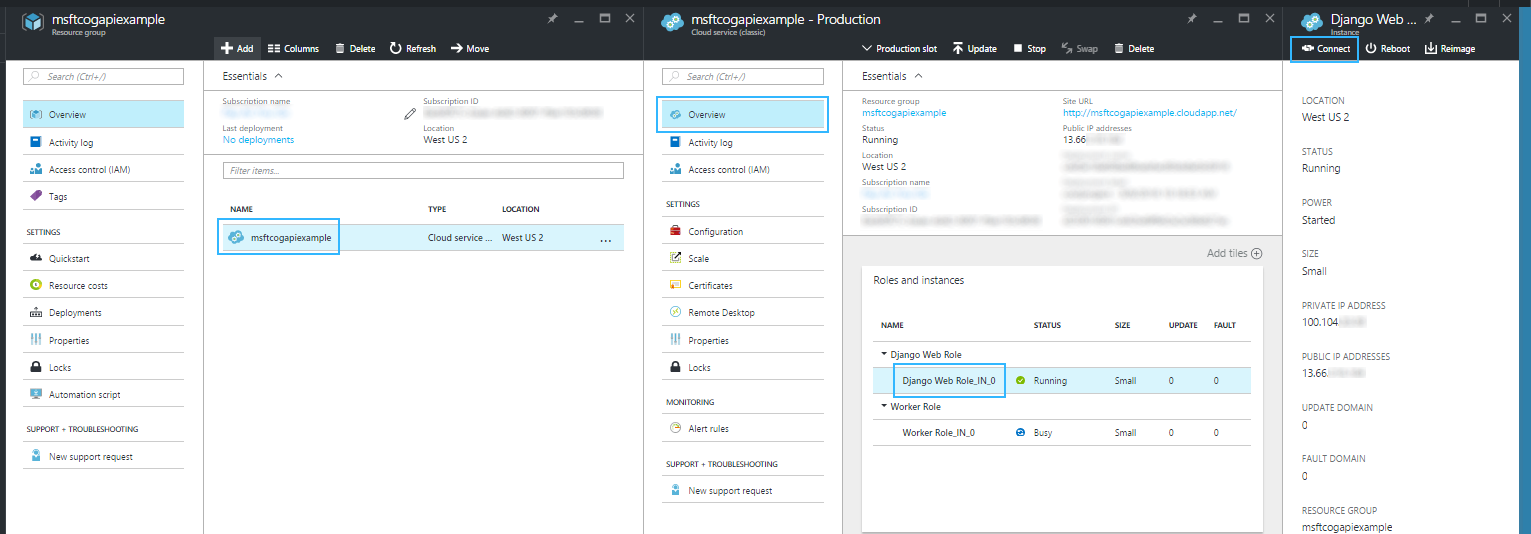 msftcogapiexample
Resource group
Add Columns Delete Refresh Move
Search (Ctrl+/)
Overview
Activity log
Access control (IAM)
Tags
SETTINGS
Quickstart
Resource costs
Deployments
Properties
Locks
Automation script
SUPPORT + TROUBLESHOOTING
New support request
Essentials
Subscription name
Subscription ID
Last deployment
No deployments
Location
West US 2
Filter items...
NAME TYPE LOCATION
msftcogapiexample Cloud service ... West US 2 ...
msftcogapiexample - Production
Cloud service (classic)
Production slot Update Stop Swap Delete
Search (Ctrl+/)
Overview
Activity log
Access control (IAM)
SETTINGS
Configuration
Scale
Certificates
Remote Desktop
Properties
Locks
MONITORING
Alert rules
SUPPORT + TROUBLESHOOTING
New support request
Essentials
Resource group
msftcogapiexample
Status
Running
Location
West US 2
Subscription name
Subscription ID
Site URL
http://msftcogapiexample.cloudapp.net/
Public IP addresses
13.66
Add tiles
Roles and instances
NAME STATUS SIZE UPDATE FAULT
Django Web Role
Django Web Role_IN_0 Running Small 0 0
Worker Role
Worker Role_IN_0 Busy Small 0 0
Django Web ...
Instance
Connect Reboot Reimage
LOCATION
West US 2
STATUS
Running
POWER
Started
SIZE
Small
PRIVATE IP ADDRESS
100.104
PUBLIC IP ADDRESSES
13.66
UPDATE DOMAIN
0
FAULT DOMAIN
0
RESOURCE GROUP
msftcogapiexample